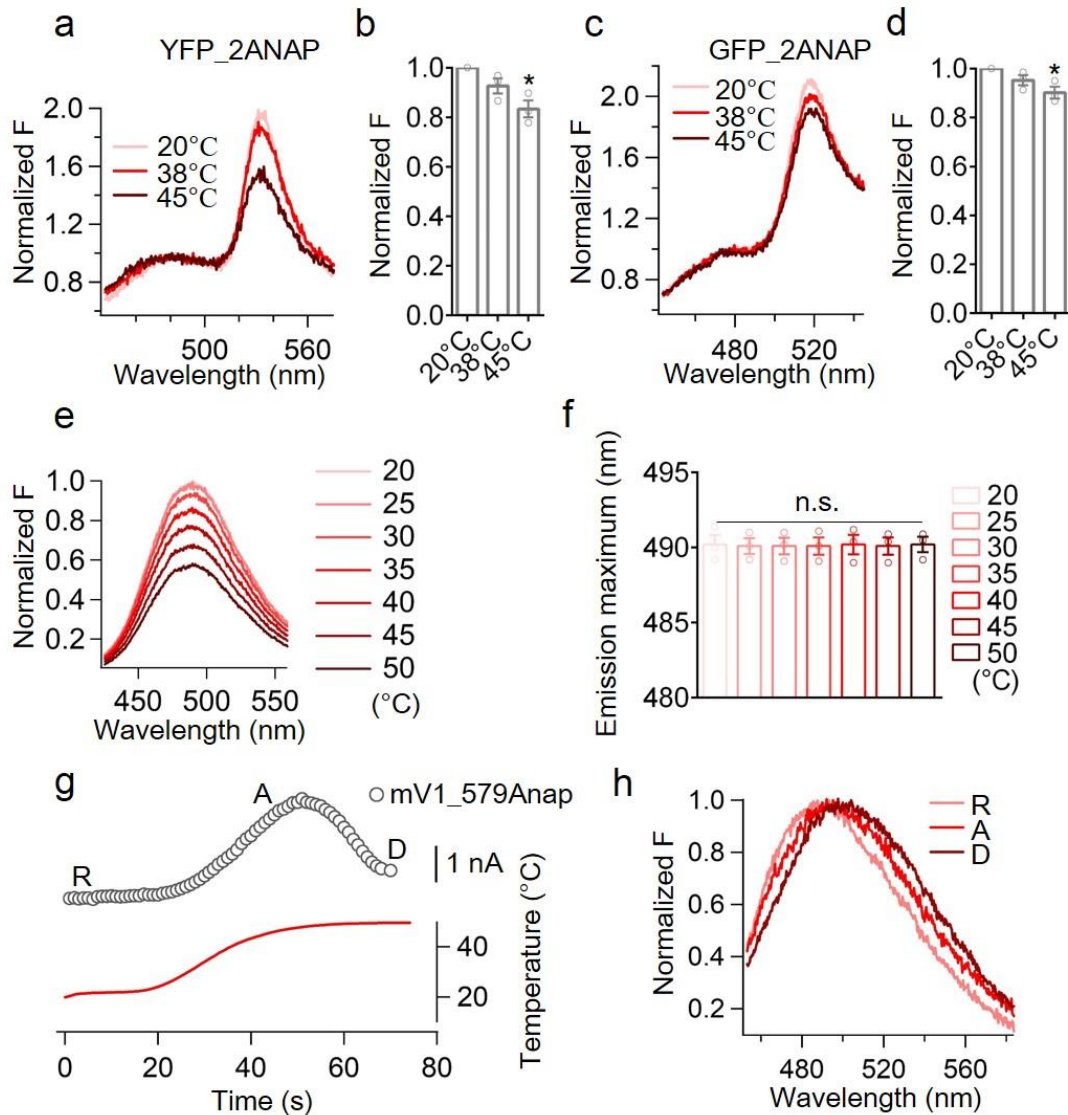 a
YFP_2ANAP
Normalized F
2.0
1.6
1.2
0.8
20°C
38°C
45°C
500
560
Wavelength (nm)
b
Normalized F
1.0
0.8
0.6
0.4
0.2
0.0
*
20°C
38°C
45°C
c
GFP_2ANAP
Normalized F
2.0
1.6
1.2
0.8
20°C
38°C
45°C
480
520
Wavelength (nm)
d
Normalized F
1.0
0.8
0.6
0.4
0.2
0.0
*
20°C
38°C
45°C
e
Normalized F
1.0
0.8
0.6
0.4
0.2
450
500
550
Wavelength (nm)
20
25
30
35
40
45
50
(°C)
f
Emission maximum (nm)
495
490
485
480
n.s.
20
25
30
35
40
45
50
(°C)
g
R
A
D
mV1_579Anap
1 nA
Temperature (°C)
40
20
0
20
40
60
80
Time (s)
h
Normalized F
1.0
0.8
0.6
0.4
0.2
R
A
D
480
520
560
Wavelength (nm)